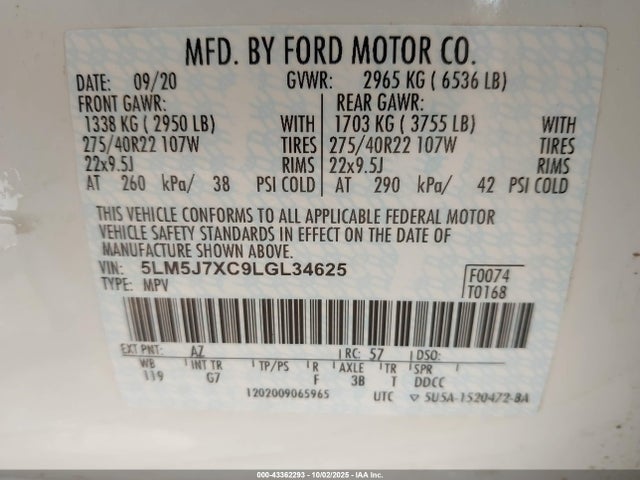 MFD. BY FORD MOTOR CO.
DATE: 09/20 GVWR: 2965 KG ( 6536 LB)
FRONT GAWR: REAR GAWR:
1338 KG ( 2950 LB) WITH 1703 KG ( 3755 LB) WITH
275/40R22 107W TIRES 275/40R22 107W TIRES
22x9.5J RIMS 22x9.5J RIMS
AT 260 kPa/ 38 PSI COLD AT 290 kPa/ 42 PSI COLD
THIS VEHICLE CONFORMS TO ALL APPLICABLE FEDERAL MOTOR
VEHICLE SAFETY STANDARDS IN EFFECT ON THE DATE OF
MANUFACTURE SHOWN ABOVE.
VIN: 5LM5J7XC9LGL34625 F0074
TYPE: MPV T0168
EXT PNT: AZ RC: 57 DSO:
WB INT TR TP/PS R AXLE TR SPR
119 G7 F 3B T DDCC
1202009065965 UTC ▽ 5U5A-1520472-BA
000-43362293 - 10/02/2025 - IAAI, Inc.